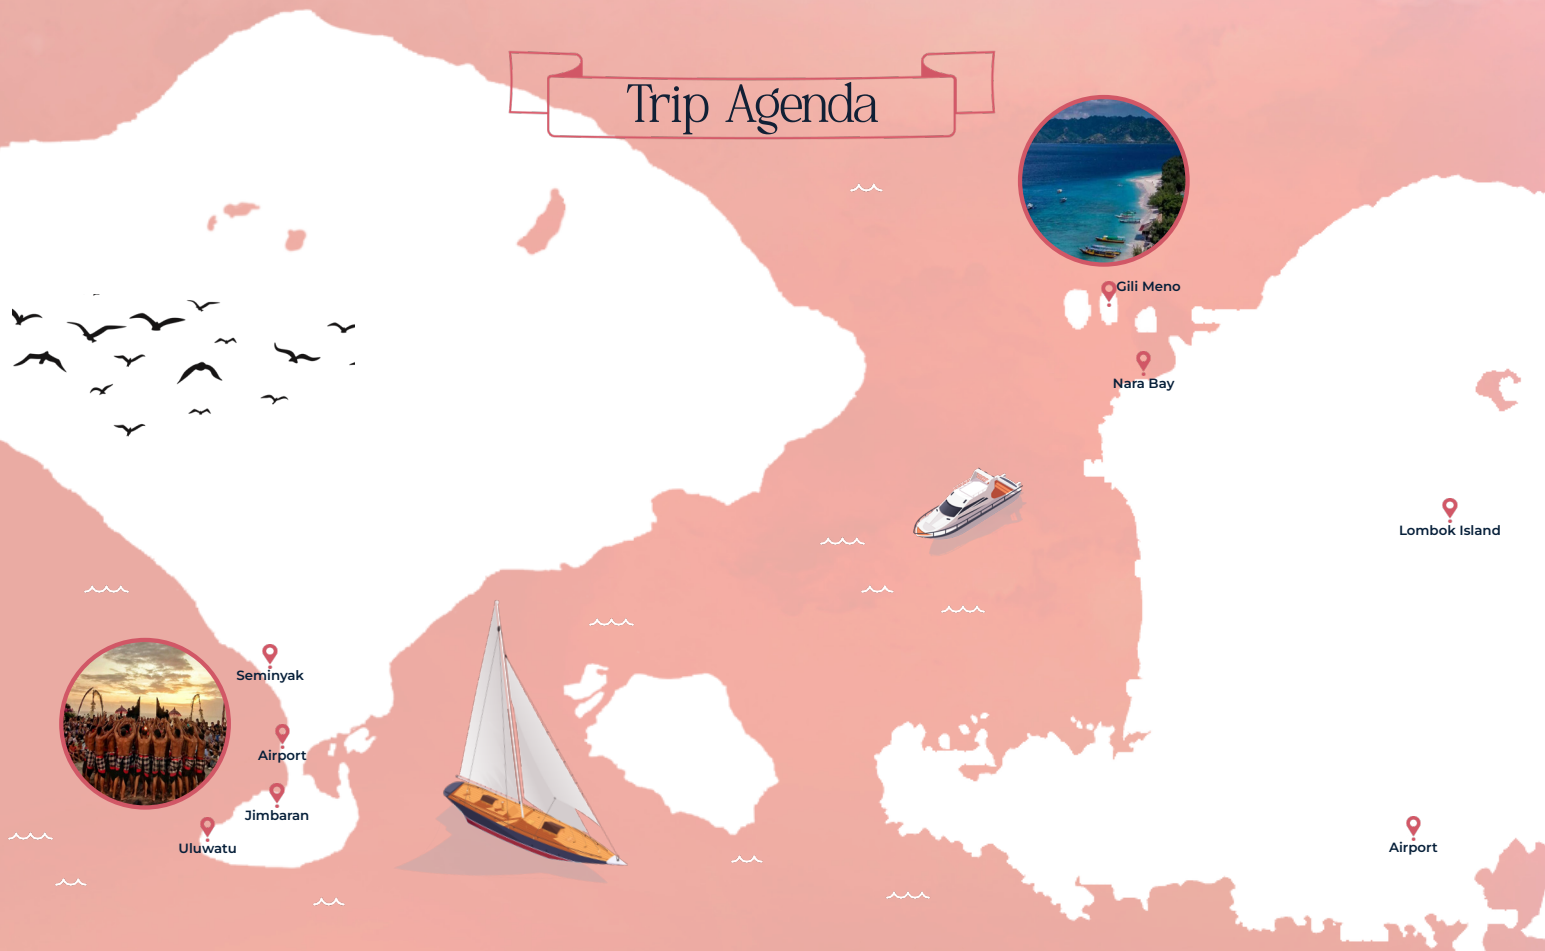 Trip Agenda
Gili Meno
Nara Bay
Lombok Island
Seminyak
Airport
Jimbaran
Uluwatu
Airport